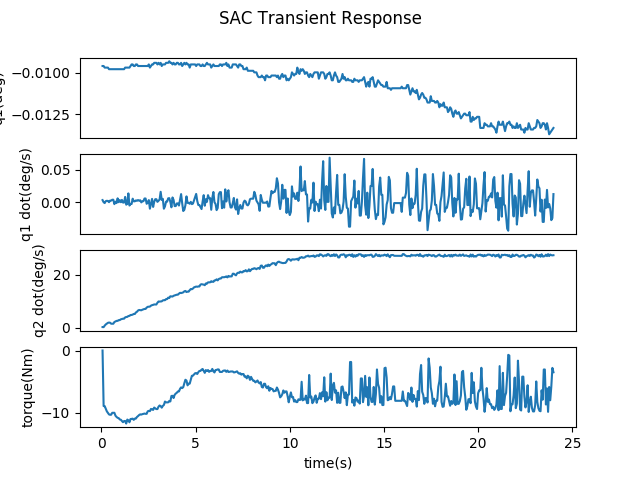 SAC Transient Response
−0.0100
−0.0125
0.05
0.00
q1 dot(deg/s)
20
0
q2 dot(deg/s)
0
−10
torque(Nm)
0 5 10 15 20 25
time(s)